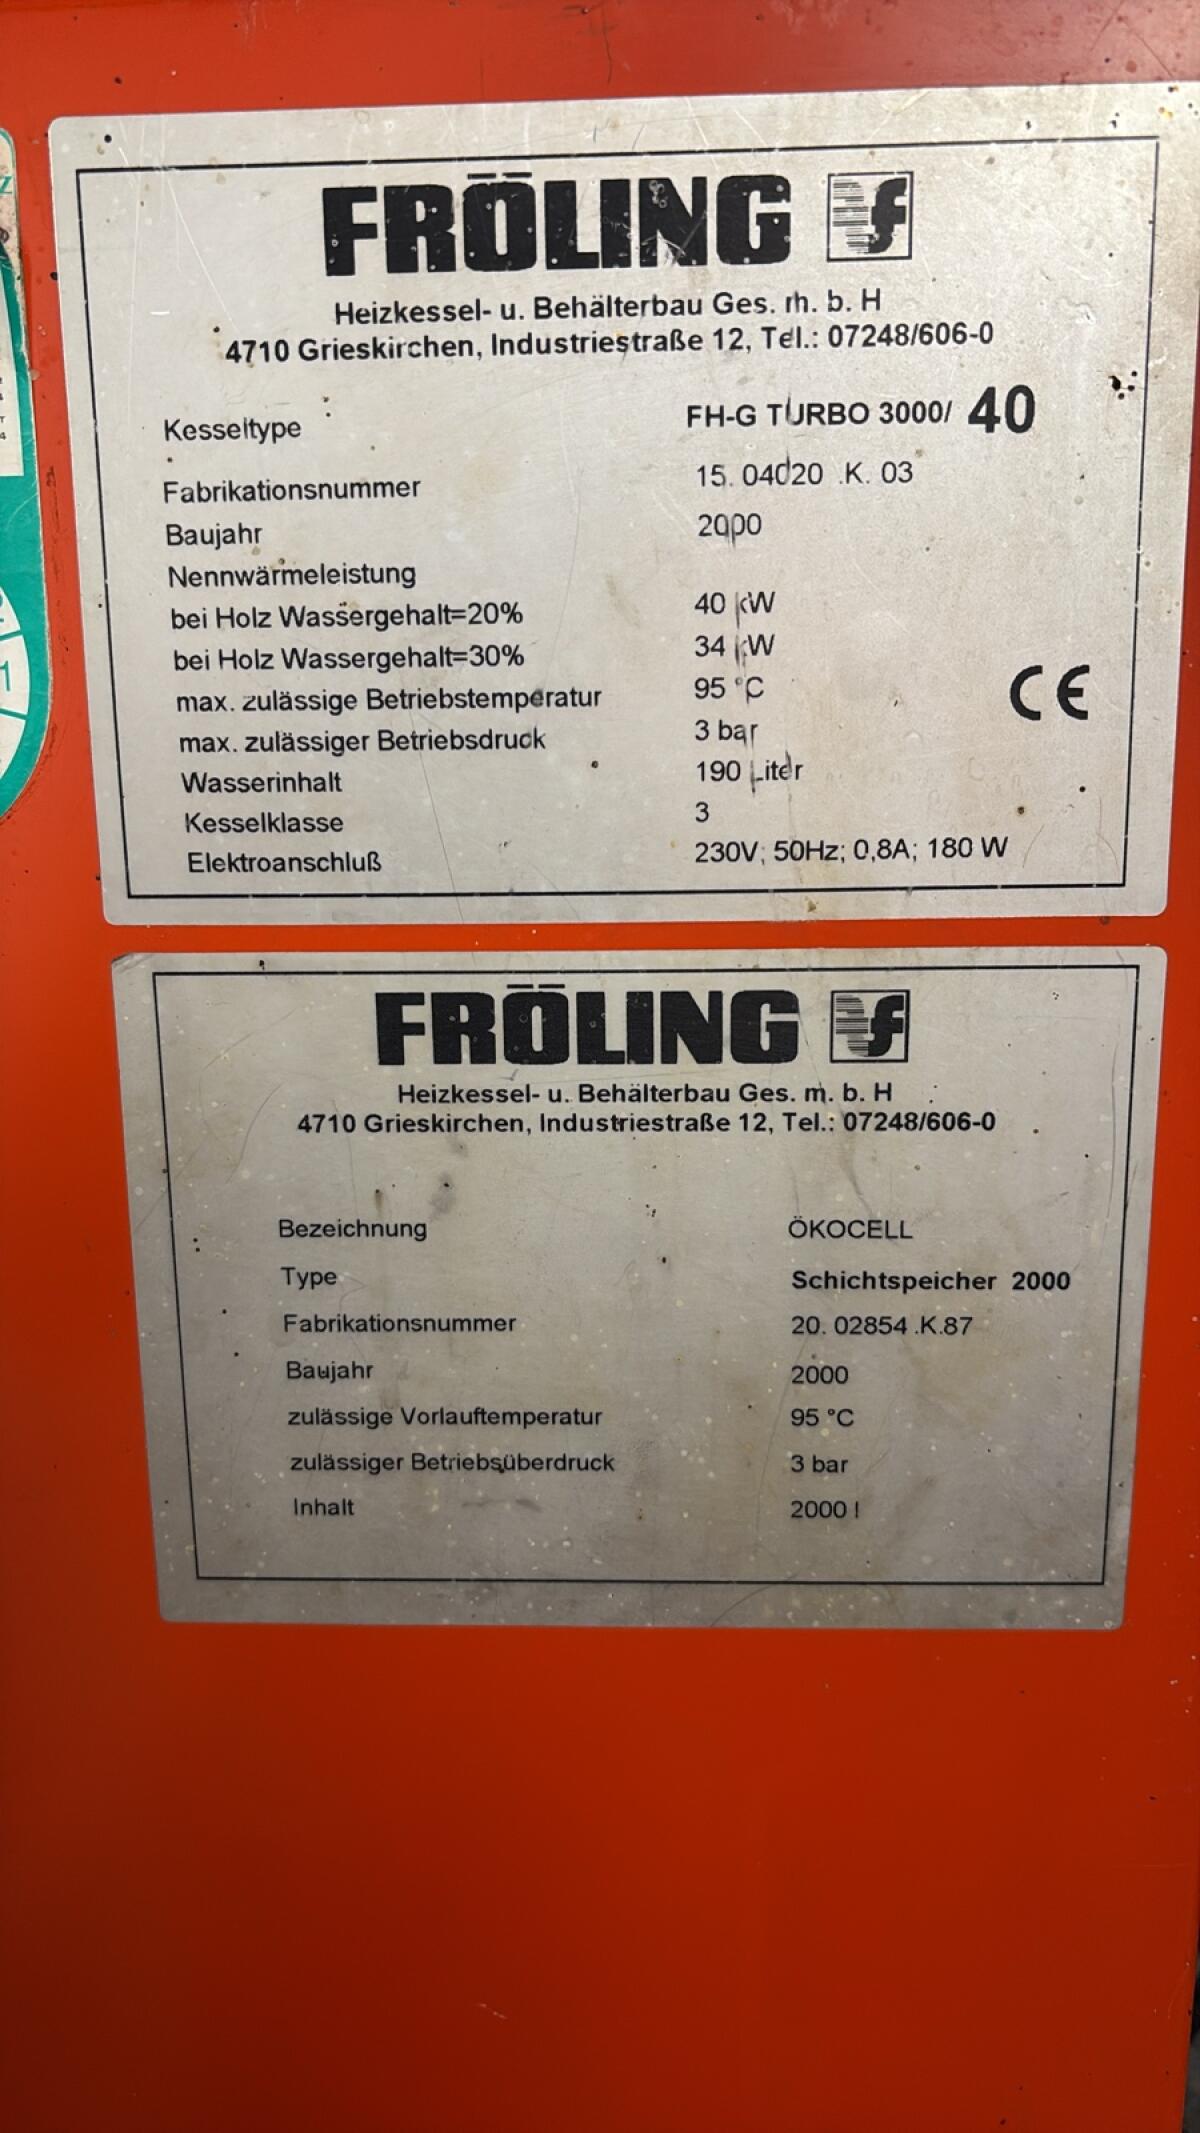 FRÖLING
Heizkessel- u. Behälterbau Ges. m. b. H
4710 Grieskirchen, Industriestraße 12, Tel.: 07248/606-0
Kesseltype FH-G TURBO 3000/ 40
Fabrikationsnummer 15. 04020 .K. 03
Baujahr 2000
Nennwärmeleistung
bei Holz Wassergehalt=20% 40 kW
bei Holz Wassergehalt=30% 34 kW
max. zulässige Betriebstemperatur 95 °C
max. zulässiger Betriebsdruck 3 bar
CE
Wasserinhalt 190 Liter
Kesselklasse 3
Elektroanschluß 230V; 50Hz; 0,8A; 180 W
FRÖLING
Heizkessel- u. Behälterbau Ges. m. b. H
4710 Grieskirchen, Industriestraße 12, Tel.: 07248/606-0
Bezeichnung ÖKOCELL
Type Schichtspeicher 2000
Fabrikationsnummer 20. 02854 .K.87
Baujahr 2000
zulässige Vorlauftemperatur 95 °C
zulässiger Betriebsüberdruck 3 bar
Inhalt 2000 l